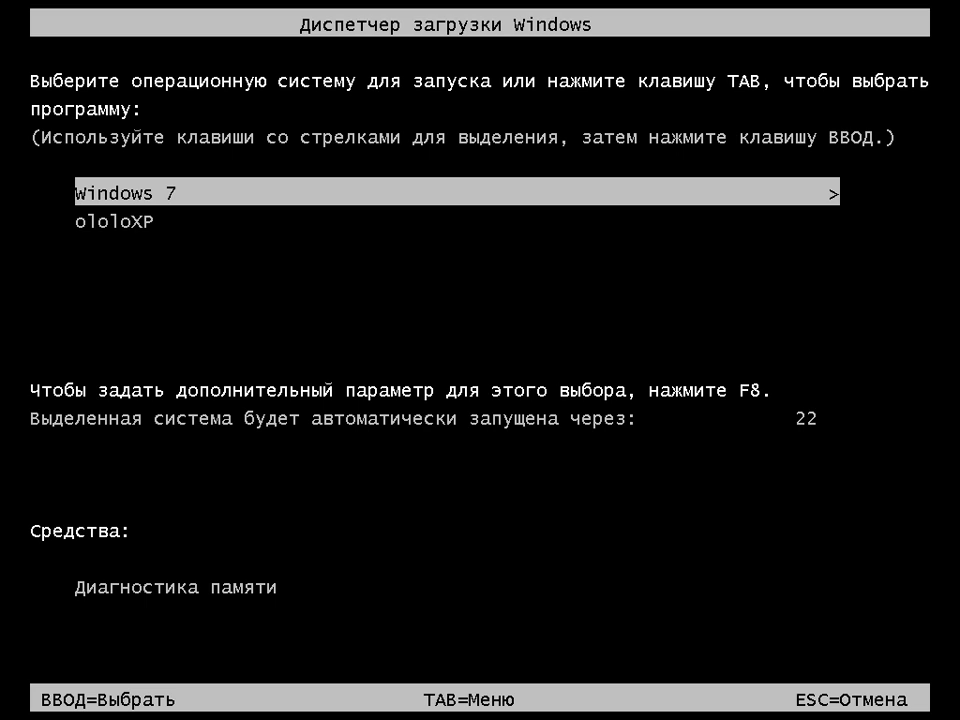 Диспетчер загрузки Windows
Выберите операционную систему для запуска или нажмите клавишу TAB, чтобы выбрать
программу:
(Используйте клавиши со стрелками для выделения, затем нажмите клавишу ВВОД.)
Windows 7 >
ololoXP
Чтобы задать дополнительный параметр для этого выбора, нажмите F8.
Выделенная система будет автоматически запущена через: 22
Средства:
Диагностика памяти
ВВОД=Выбрать TAB=Меню ESC=Отмена